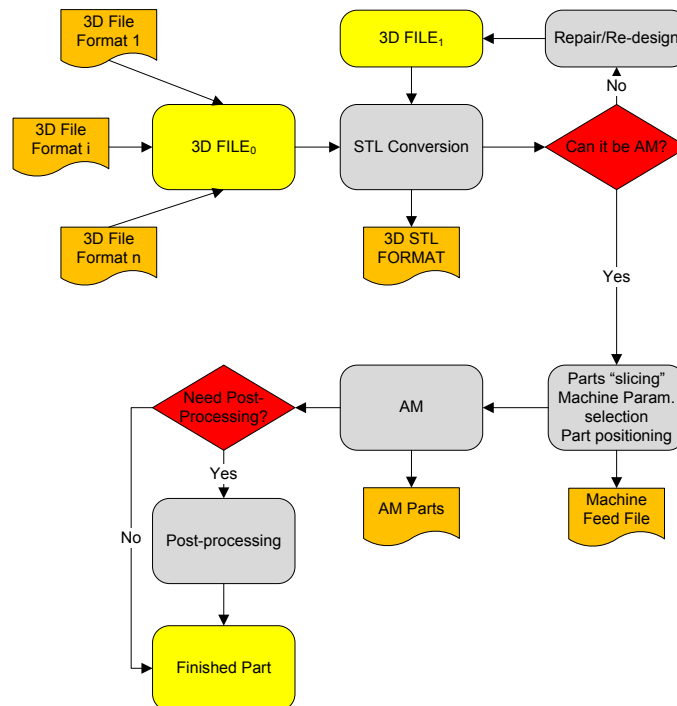 3D File
Format 1
3D FILE₁
Repair/Re-design
No
3D File
Format i
3D FILE₀
STL Conversion
Can it be AM?
3D File
Format n
3D STL
FORMAT
Yes
Need Post-
Processing?
AM
Parts “slicing”
Machine Param.
selection
Part positioning
Yes
AM Parts
Machine
Feed File
No
Post-processing
Finished Part